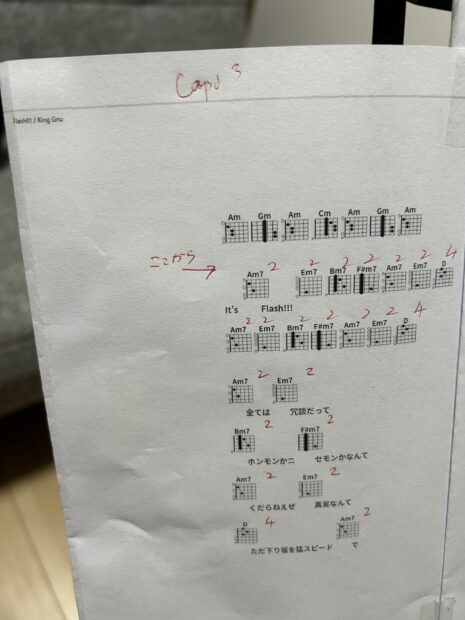 Capo 3
Flash!!! / King Gnu
Am Gm Am Cm Am Gm Am
ここから
2 2 2 2 2 2 4
Am7 Em7 Bm7 F#m7 Am7 Em7 D
It's Flash!!!
2 2 2 2 2 2 4
Am7 Em7 Bm7 F#m7 Am7 Em7 D
2 2
Am7 Em7
全ては 冗談だって
2 2
Bm7 F#m7
ホンモンかニ セモンかなんて
2 2
Am7 Em7
くだらねえぜ 真実なんて
4 2
D Am7
ただ下り坂を猛スピード で